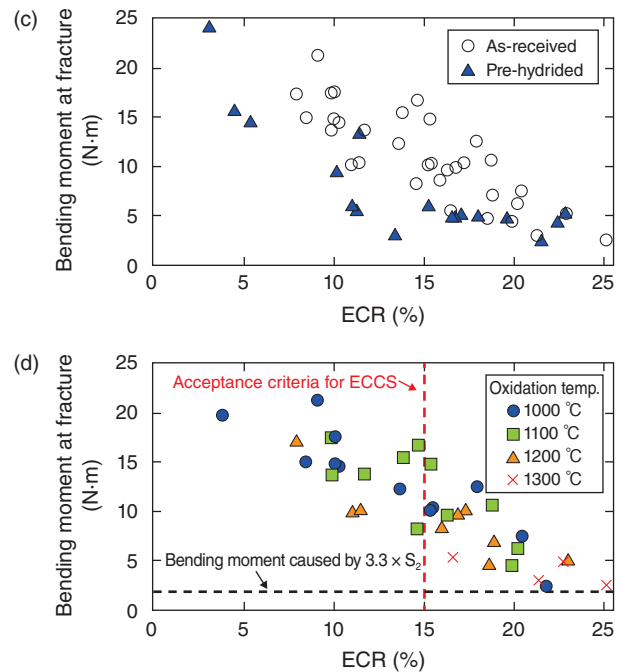 (c)
Bending moment at fracture
(N·m)
25
20
15
10
5
0
As-received
Pre-hydrided
0 5 10 15 20 25
ECR (%)
(d)
Bending moment at fracture
(N·m)
25
20
15
10
5
0
Acceptance criteria for ECCS
Oxidation temp.
1000 °C
1100 °C
1200 °C
1300 °C
Bending moment caused by 3.3 × S₂
0 5 10 15 20 25
ECR (%)